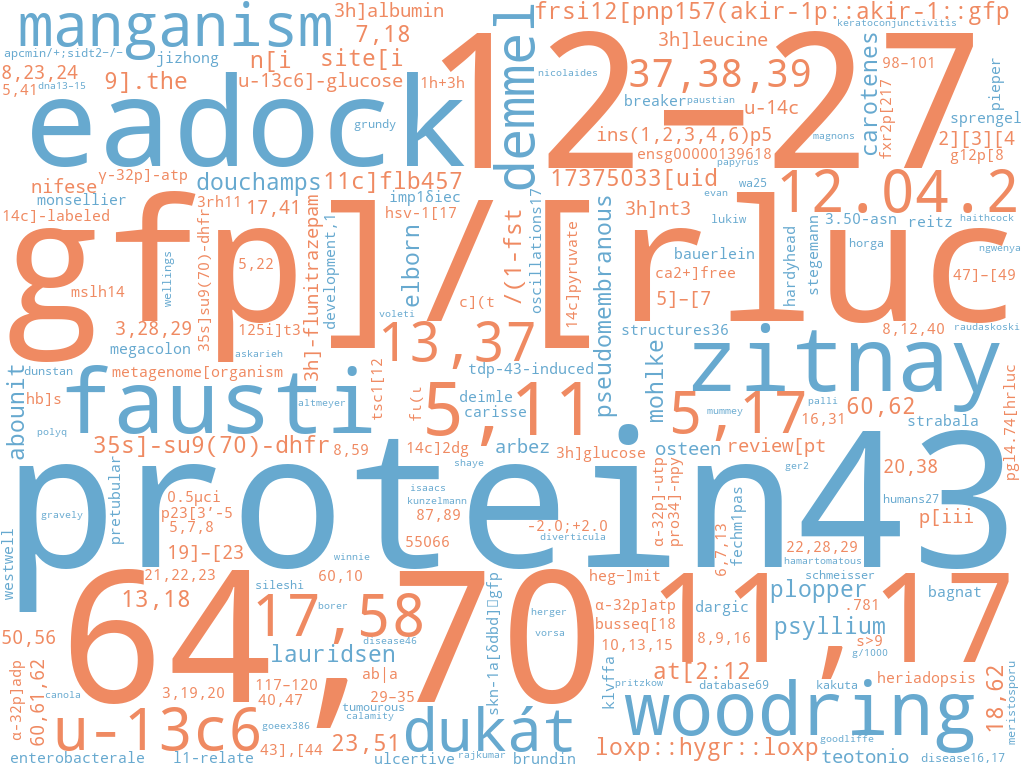 manganism
3h]albumin
frsi12[pnp157(akir-1p::akir-1::gfp
keratoconjunctivitis
7,18
demmel
3h]leucine
carotenes
98–101
pieper
apcmin/+;sidt2−/−
jizhong
n[i
site[i
12–27
37,38,39
nicolaides
8,23,24
5,41
dna13–15
9].the
u-13c6]-glucose
1h+3h
breaker
paustian
u-14c
fxr2p[217
sprengel
eadock
grundy
ins(1,2,3,4,6)p5
magnons
2][3][4
ensg00000139618
papyrus
g12p[8
nifese
γ-32p]-atp
douchamps
11c]flb457
17375033[uid
wa25
12.04.2
monsellier
imp1δiec
evan
14c]-labeled
3rh11
17,41
hsv-1[17
3h]nt3
lukiw
3.50-asn
reitz
haithcock
gfp]/[rluc
35s]su9(70)-dhfr
3h]-flunitrazepam
development,1
elborn
/(1-fst
oscillations17
14c]pyruvate
pseudomembranous
hardyhead
stegemann
horga
ngwenya
wellings
5,22
bauerlein
ca2+]free
47]–[49
mslh14
c](t
5]–[7
voleti
3,28,29
125i]t3
13,37
structures36
8,12,40
raudaskoski
megacolon
askarieh
zitnay
abounit
dunstan
metagenome[organism
tdp-43-induced
mohlke
fausti
tsc1[12
5,11
deimle
carisse
5,17
palli
60,62
hb]s
altmeyer
mummey
16,31
strabala
pgl4.74[hrluc
polyq
35s]-su9(70)-dhfr
8,59
14c]2dg
arbez
3h]glucose
osteen
review[pt
shaye
ger2
20,38
protein43
pretubular
0.5μci
isaacs
kunzelmann
α-32p]-utp
pro34]-npy
humans27
gravely
p23[3′-5
87,89
-2.0;+2.0
diverticula
6,7,13
fechm1pas
p[iii
5,7,8
westwell
19]–[23
55066
22,28,29
winnie
hamartomatous
21,22,23
60,10
heg−]mit
schmeisser
64,70
sileshi
11,17
13,18
17,58
borer
α-32p]atp
dargic
plopper
.781
bagnat
herger
busseq[18
psyllium
50,56
vorsa
disease46
10,13,15
8,9,16
s>9
g/1000
lauridsen
ab|a
at[2:12
heriadopsis
α-32p]adp
60,61,62
klvffa
pritzkow
database69
kakuta
18,62
meristosporu
canola
3,19,20
117–120
40,47
29–35
tumourous
calamity
u-13c6
goeex386
dukát
woodring
43],[44
23,51
loxp::hygr::loxp
goodliffe
enterobacterale
l1-relate
ulcertive
rajkumar
brundin
teotonio
disease16,17